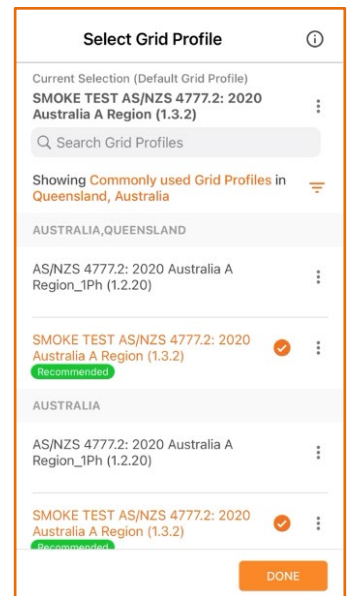 Select Grid Profile
Current Selection (Default Grid Profile)
SMOKE TEST AS/NZS 4777.2: 2020
Australia A Region (1.3.2)
Search Grid Profiles
Showing Commonly used Grid Profiles in
Queensland, Australia
AUSTRALIA,QUEENSLAND
AS/NZS 4777.2: 2020 Australia A
Region_1Ph (1.2.20)
SMOKE TEST AS/NZS 4777.2: 2020
Australia A Region (1.3.2)
Recommended
AUSTRALIA
AS/NZS 4777.2: 2020 Australia A
Region_1Ph (1.2.20)
SMOKE TEST AS/NZS 4777.2: 2020
Australia A Region (1.3.2)
Recommended
DONE